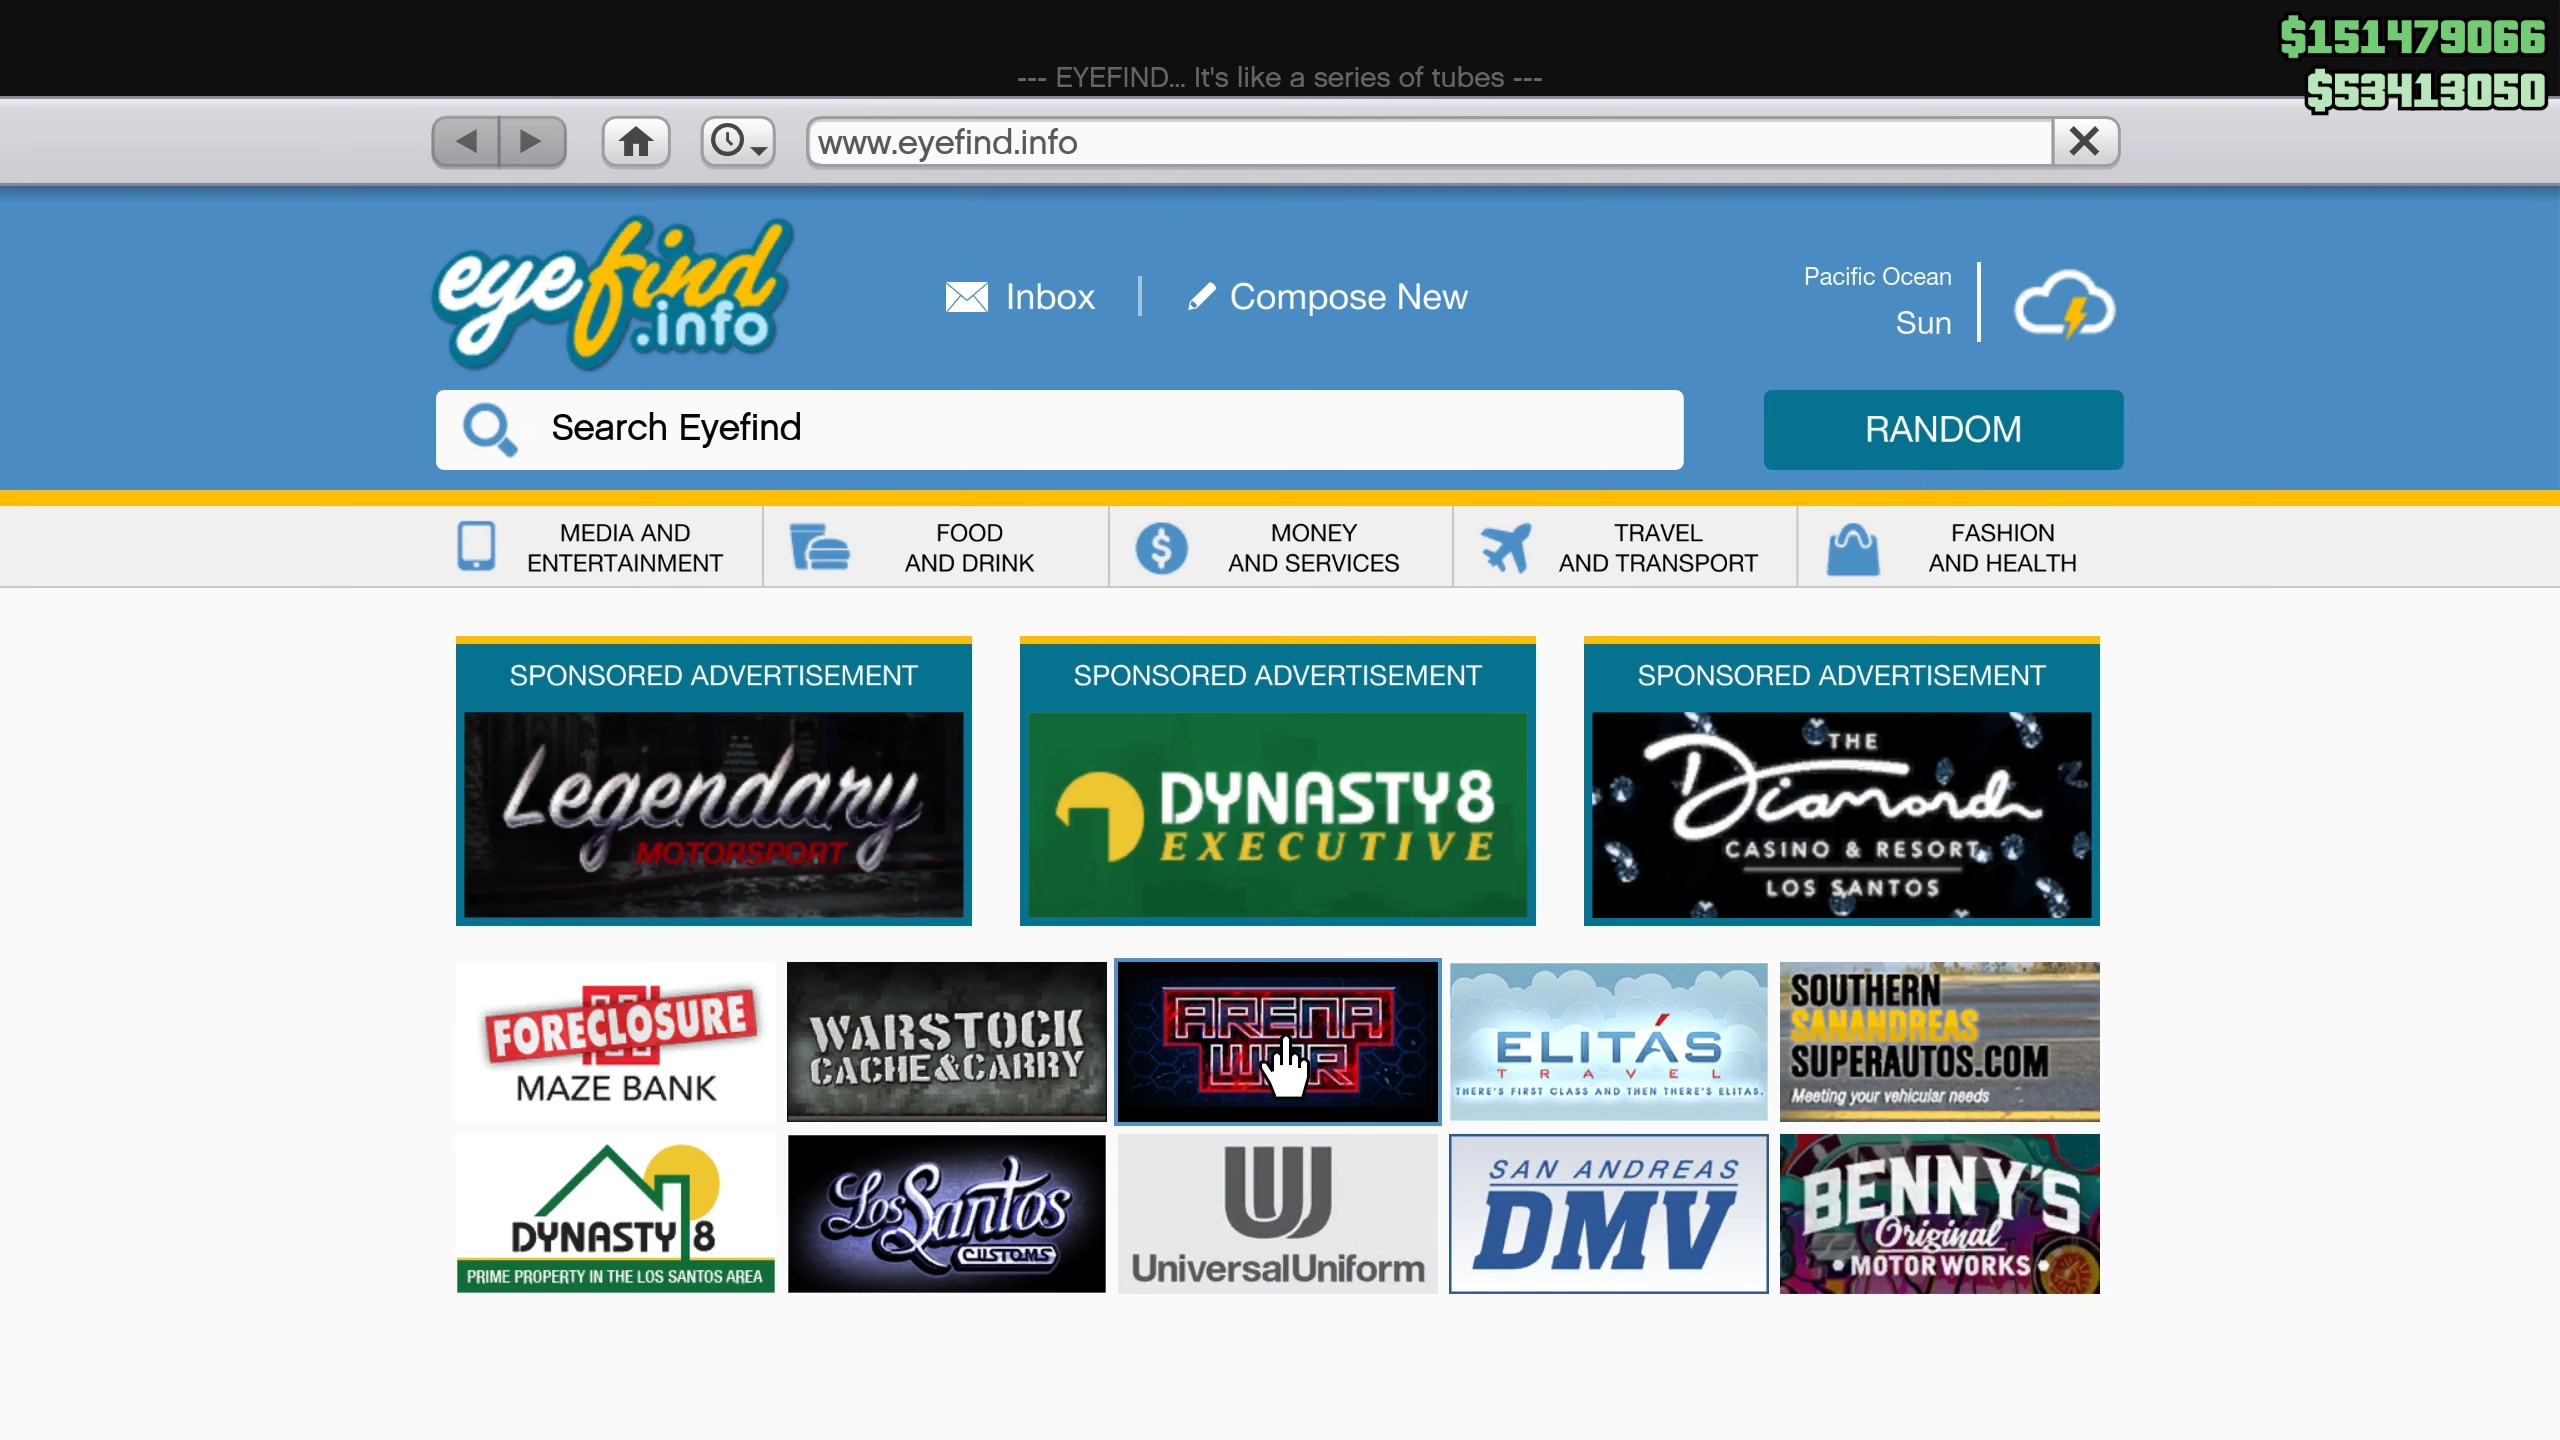 $151479066
--- EYEFIND... It's like a series of tubes ---
$53413050
www.eyefind.info
eyefind
.info
Inbox
Compose New
Pacific Ocean
Sun
Search Eyefind
RANDOM
MEDIA AND
ENTERTAINMENT
FOOD
AND DRINK
MONEY
AND SERVICES
TRAVEL
AND TRANSPORT
FASHION
AND HEALTH
SPONSORED ADVERTISEMENT
Legendary
MOTORSPORT
SPONSORED ADVERTISEMENT
DYNASTY8
EXECUTIVE
SPONSORED ADVERTISEMENT
THE
Diamond
CASINO & RESORT
LOS SANTOS
FORECLOSURE
MAZE BANK
WARSTOCK
CACHE&CARRY
ARENA
WAR
ELITÁS
TRAVEL
THERE'S FIRST CLASS AND THEN THERE'S ELITAS.
SOUTHERN
SANANDREAS
SUPERAUTOS.COM
Meeting your vehicular needs
DYNASTY 8
PRIME PROPERTY IN THE LOS SANTOS AREA
Los Santos
CUSTOMS
UniversalUniform
SAN ANDREAS
DMV
BENNY'S
Original
• MOTOR WORKS •